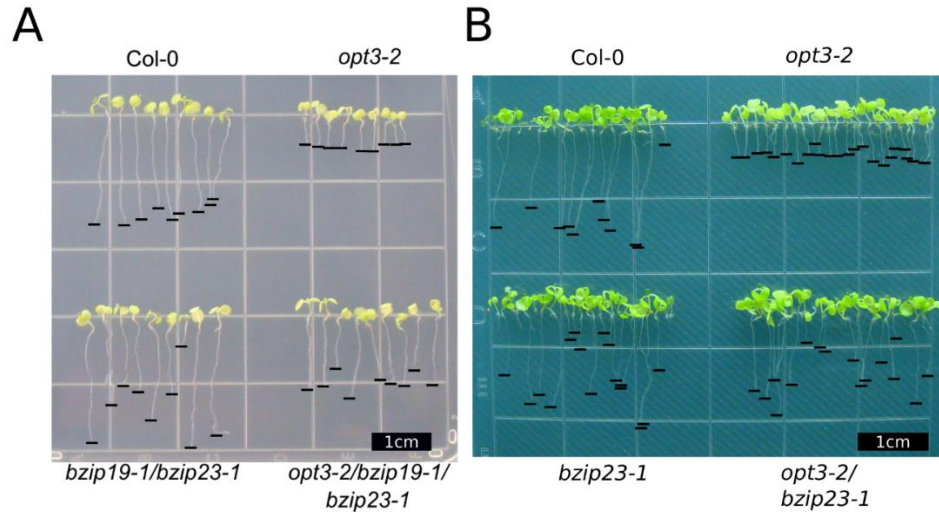 A
B
Col-0
opt3-2
Col-0
opt3-2
1cm
1cm
bzip19-1/bzip23-1
opt3-2/bzip19-1/
bzip23-1
bzip23-1
opt3-2/
bzip23-1